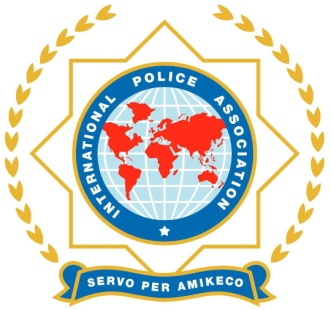 INTERNATIONAL POLICE ASSOCIATION
SERVO PER AMIKECO